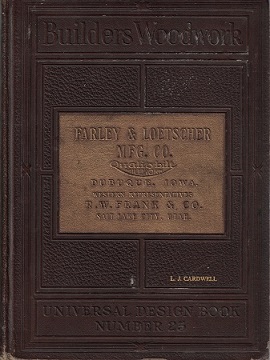 Builders Woodwork
FARLEY & LOETSCHER
MFG. CO.
Qualitybilt
DUBUQUE, IOWA.
WESTERN REPRESENTATIVES
F. W. FRANK & CO.
SALT LAKE CITY, UTAH.
L. J. CARDWELL
UNIVERSAL DESIGN BOOK
NUMBER 25